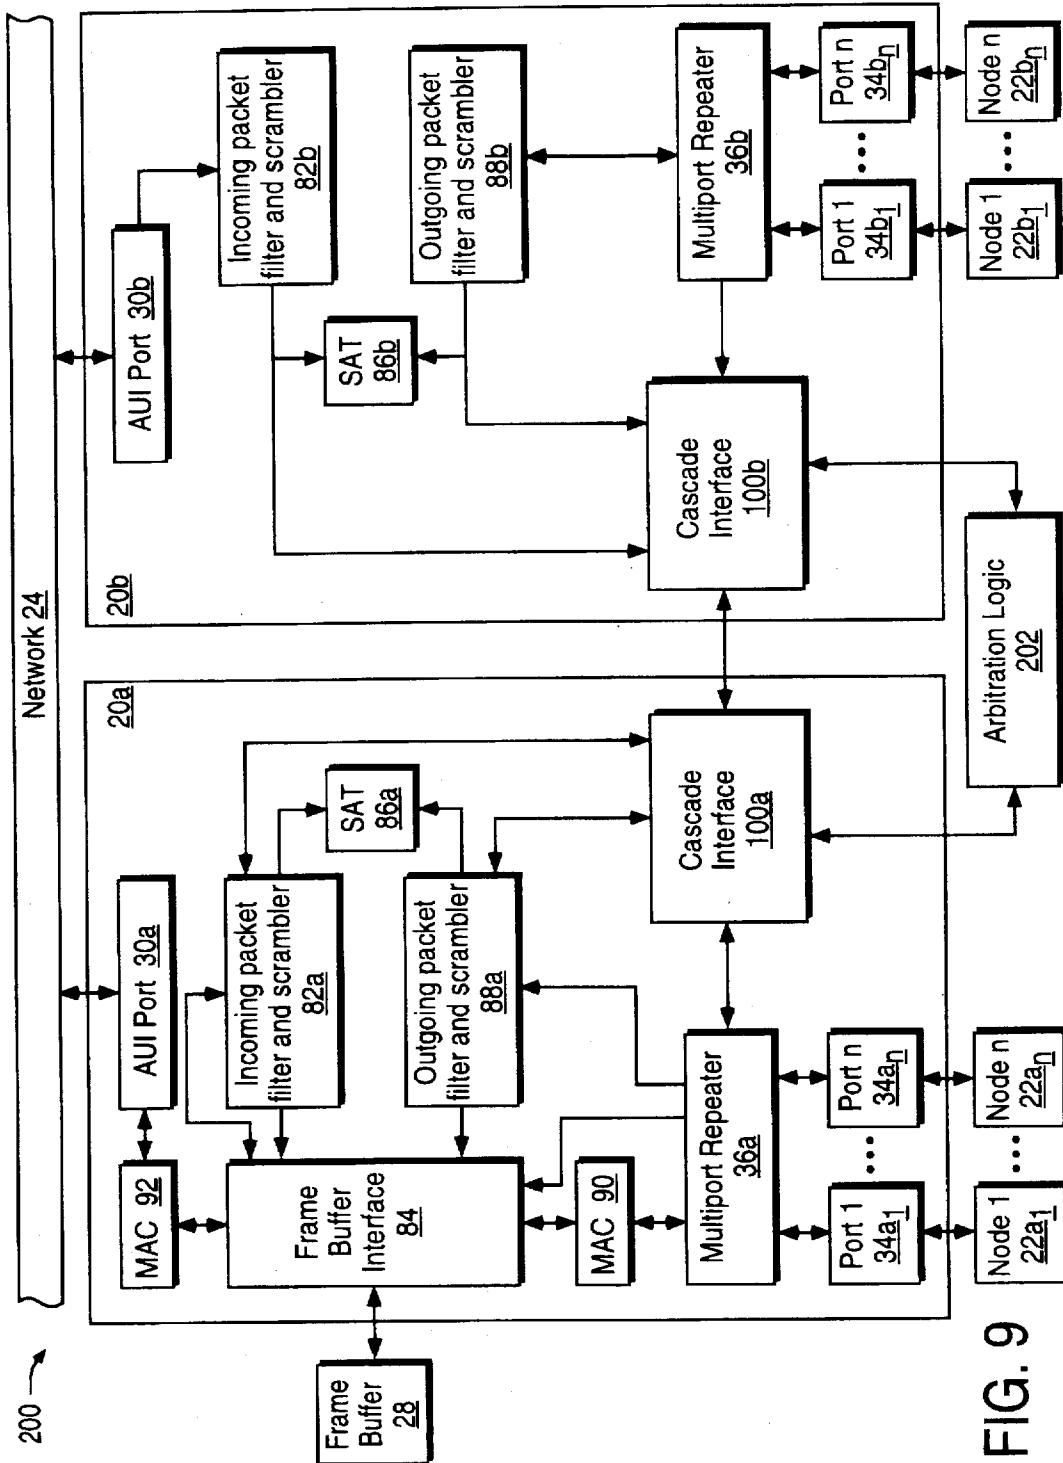 200
Network 24
20a
20b
AUI Port 30a
MAC 92
Incoming packet
filter and scrambler
82a
SAT
86a
Frame
Buffer
Interface
84
Frame
Buffer
28
Outgoing packet
filter and scrambler
88a
MAC 90
Multiport Repeater
36a
Cascade
Interface
100a
Port 1
34a1
•••
Port n
34an
Node 1
22a1
•••
Node n
22an
AUI Port 30b
Incoming packet
filter and scrambler
82b
SAT
86b
Outgoing packet
filter and scrambler
88b
Cascade
Interface
100b
Multiport Repeater
36b
Port 1
34b1
•••
Port n
34bn
Node 1
22b1
•••
Node n
22bn
Arbitration Logic
202
FIG. 9